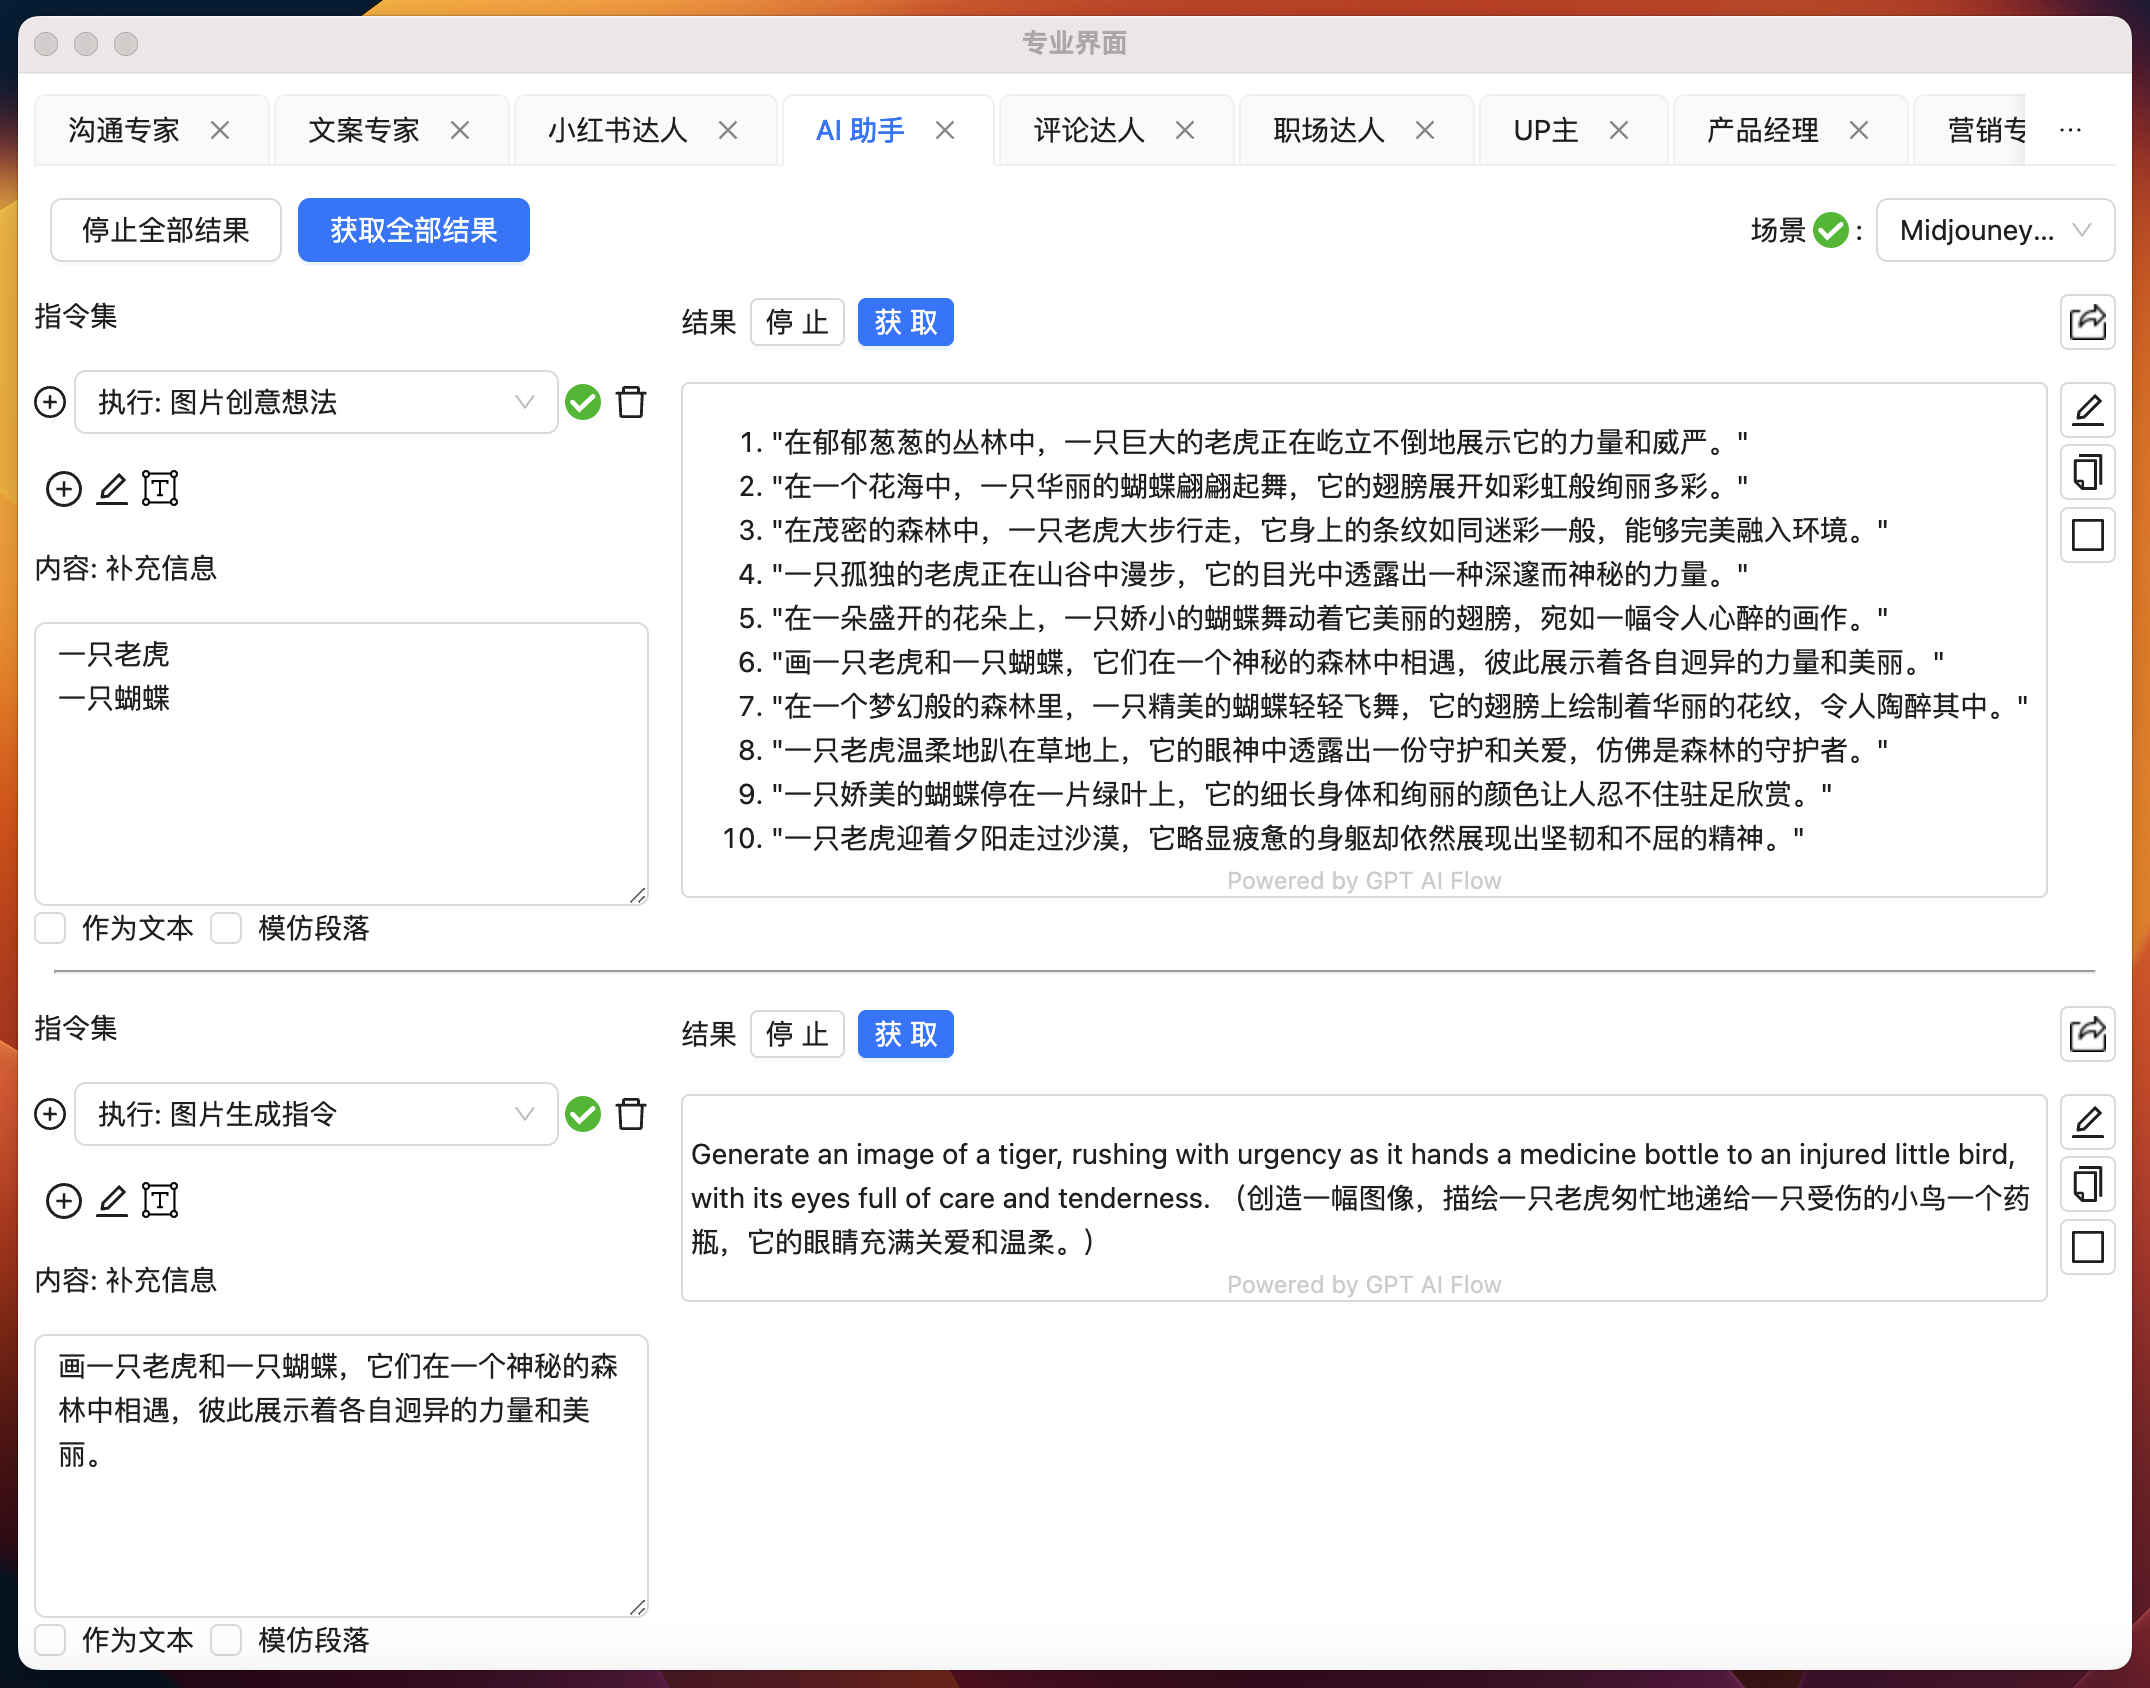 专业界面
沟通专家
文案专家
小红书达人
AI 助手
评论达人
职场达人
UP主
产品经理
营销专
停止全部结果
获取全部结果
场景 :
Midjouney...
指令集
结果
停 止
获 取
执行: 图片创意想法
内容: 补充信息
一只老虎
一只蝴蝶
作为文本
模仿段落
1. "在郁郁葱葱的丛林中，一只巨大的老虎正在屹立不倒地展示它的力量和威严。"
2. "在一个花海中，一只华丽的蝴蝶翩翩起舞，它的翅膀展开如彩虹般绚丽多彩。"
3. "在茂密的森林中，一只老虎大步行走，它身上的条纹如同迷彩一般，能够完美融入环境。"
4. "一只孤独的老虎正在山谷中漫步，它的目光中透露出一种深邃而神秘的力量。"
5. "在一朵盛开的花朵上，一只娇小的蝴蝶舞动着它美丽的翅膀，宛如一幅令人心醉的画作。"
6. "画一只老虎和一只蝴蝶，它们在一个神秘的森林中相遇，彼此展示着各自迥异的力量和美丽。"
7. "在一个梦幻般的森林里，一只精美的蝴蝶轻轻飞舞，它的翅膀上绘制着华丽的花纹，令人陶醉其中。"
8. "一只老虎温柔地趴在草地上，它的眼神中透露出一份守护和关爱，仿佛是森林的守护者。"
9. "一只娇美的蝴蝶停在一片绿叶上，它的细长身体和绚丽的颜色让人忍不住驻足欣赏。"
10. "一只老虎迎着夕阳走过沙漠，它略显疲惫的身躯却依然展现出坚韧和不屈的精神。"
Powered by GPT AI Flow
指令集
结果
停 止
获 取
执行: 图片生成指令
内容: 补充信息
画一只老虎和一只蝴蝶，它们在一个神秘的森
林中相遇，彼此展示着各自迥异的力量和美
丽。
作为文本
模仿段落
Generate an image of a tiger, rushing with urgency as it hands a medicine bottle to an injured little bird,
with its eyes full of care and tenderness. （创造一幅图像，描绘一只老虎匆忙地递给一只受伤的小鸟一个药
瓶，它的眼睛充满关爱和温柔。）
Powered by GPT AI Flow